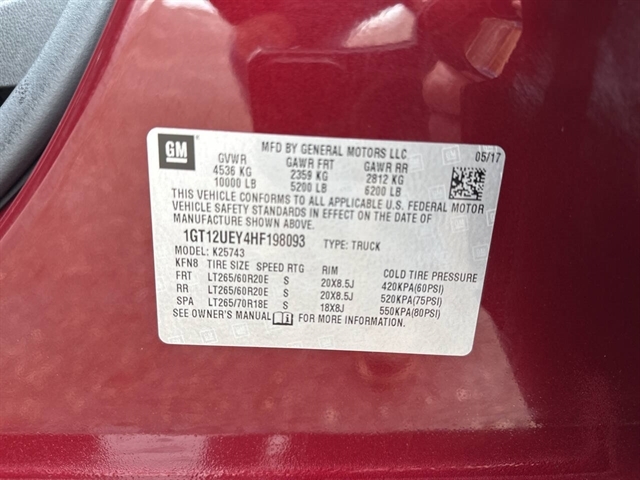 GM
MFD BY GENERAL MOTORS LLC
05/17
GVWR GAWR FRT GAWR RR
4536 KG 2359 KG 2812 KG
10000 LB 5200 LB 6200 LB
THIS VEHICLE CONFORMS TO ALL APPLICABLE U.S. FEDERAL MOTOR
VEHICLE SAFETY STANDARDS IN EFFECT ON THE DATE OF
MANUFACTURE SHOWN ABOVE.
1GT12UEY4HF198093 TYPE: TRUCK
MODEL: K25743
KFN8 TIRE SIZE SPEED RTG RIM COLD TIRE PRESSURE
FRT LT265/60R20E S 20X8.5J 420KPA(60PSI)
RR LT265/60R20E S 20X8.5J 520KPA(75PSI)
SPA LT265/70R18E S 18X8J 550KPA(80PSI)
SEE OWNER'S MANUAL FOR MORE INFORMATION.